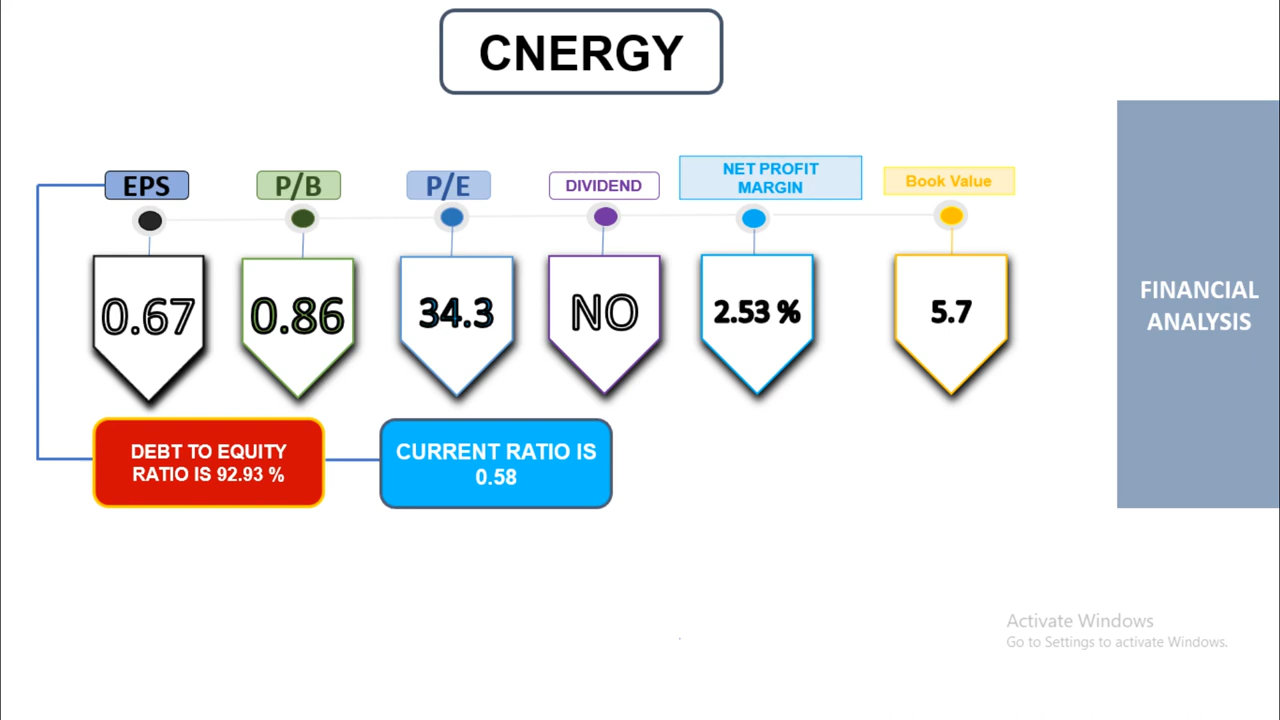 CNERGY
EPS
P/B
P/E
DIVIDEND
NET PROFIT
MARGIN
Book Value
0.67
0.86
34.3
NO
2.53 %
5.7
FINANCIAL
ANALYSIS
DEBT TO EQUITY
RATIO IS 92.93 %
CURRENT RATIO IS
0.58
Activate Windows
Go to Settings to activate Windows.